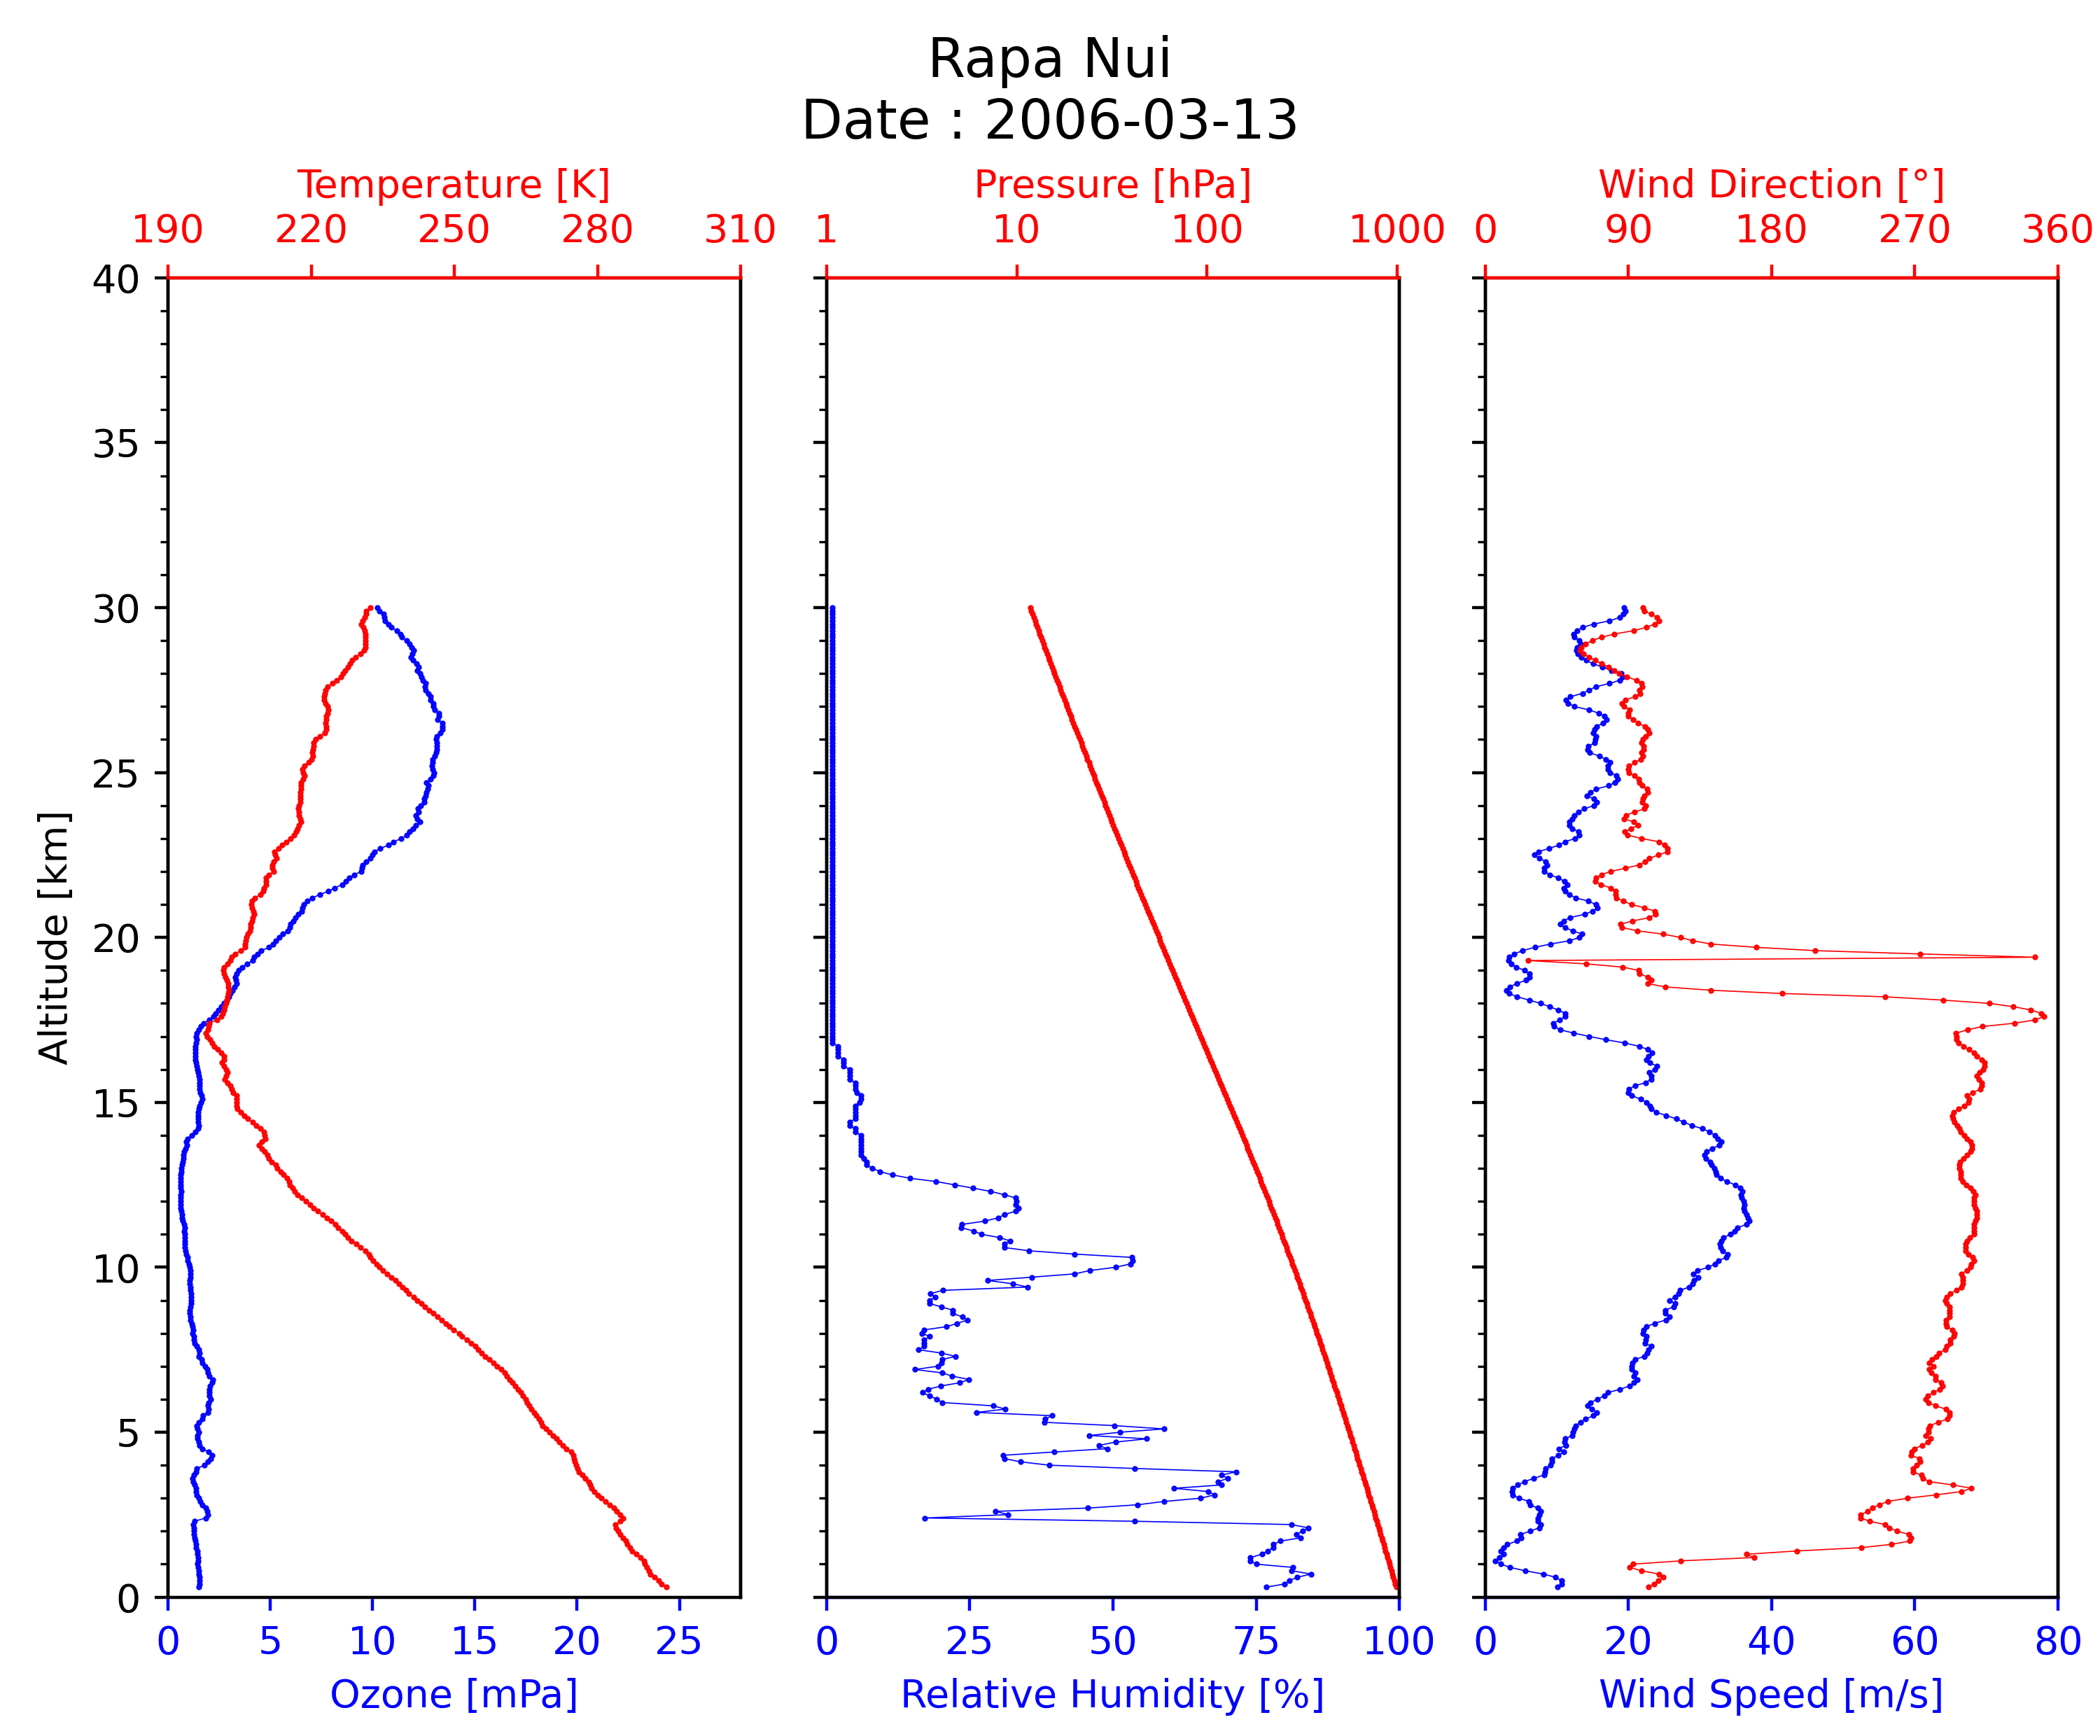 Rapa Nui
Date : 2006-03-13
Temperature [K]
Pressure [hPa]
Wind Direction [°]
190 220 250 280 310
1 10 100 1000
0 90 180 270 360
40
35
30
25
20
15
10
5
0
Altitude [km]
0 5 10 15 20 25
0 25 50 75 100
0 20 40 60 80
Ozone [mPa]
Relative Humidity [%]
Wind Speed [m/s]